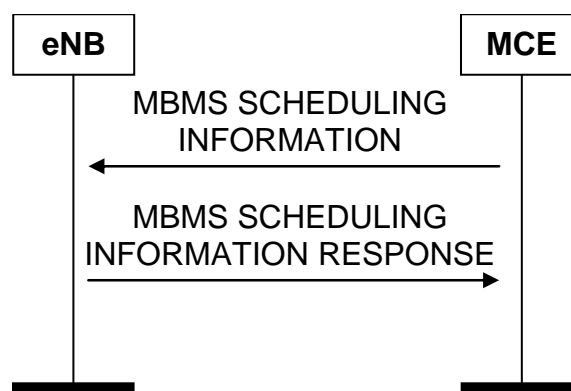 eNB
MCE
MBMS SCHEDULING
INFORMATION
MBMS SCHEDULING
INFORMATION RESPONSE